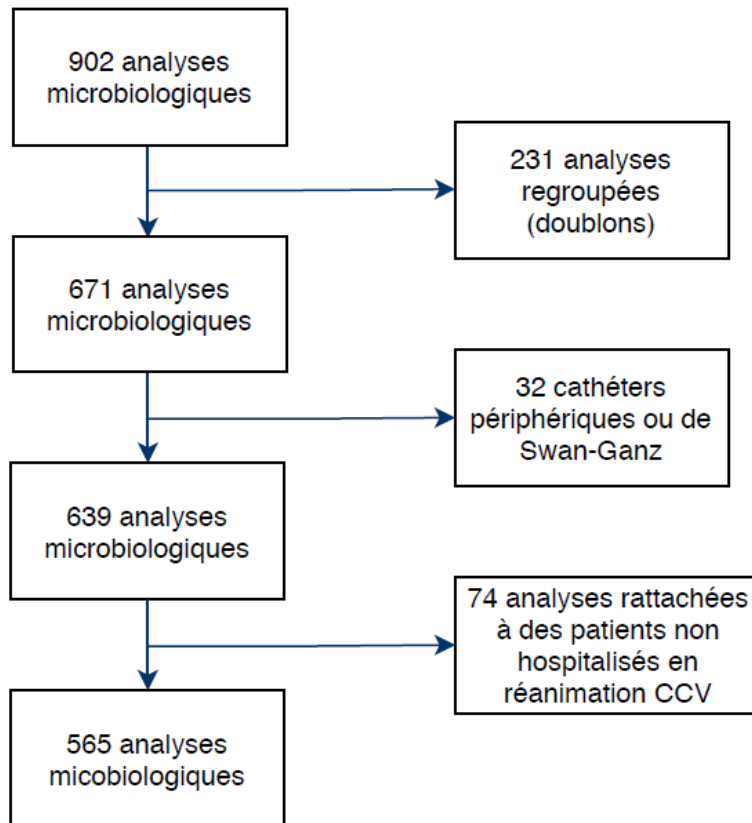 902 analyses
microbiologiques
231 analyses
regroupées
(doublons)
671 analyses
microbiologiques
32 cathéters
périphériques ou de
Swan-Ganz
639 analyses
microbiologiques
74 analyses rattachées
à des patients non
hospitalisés en
réanimation CCV
565 analyses
micobiologiques